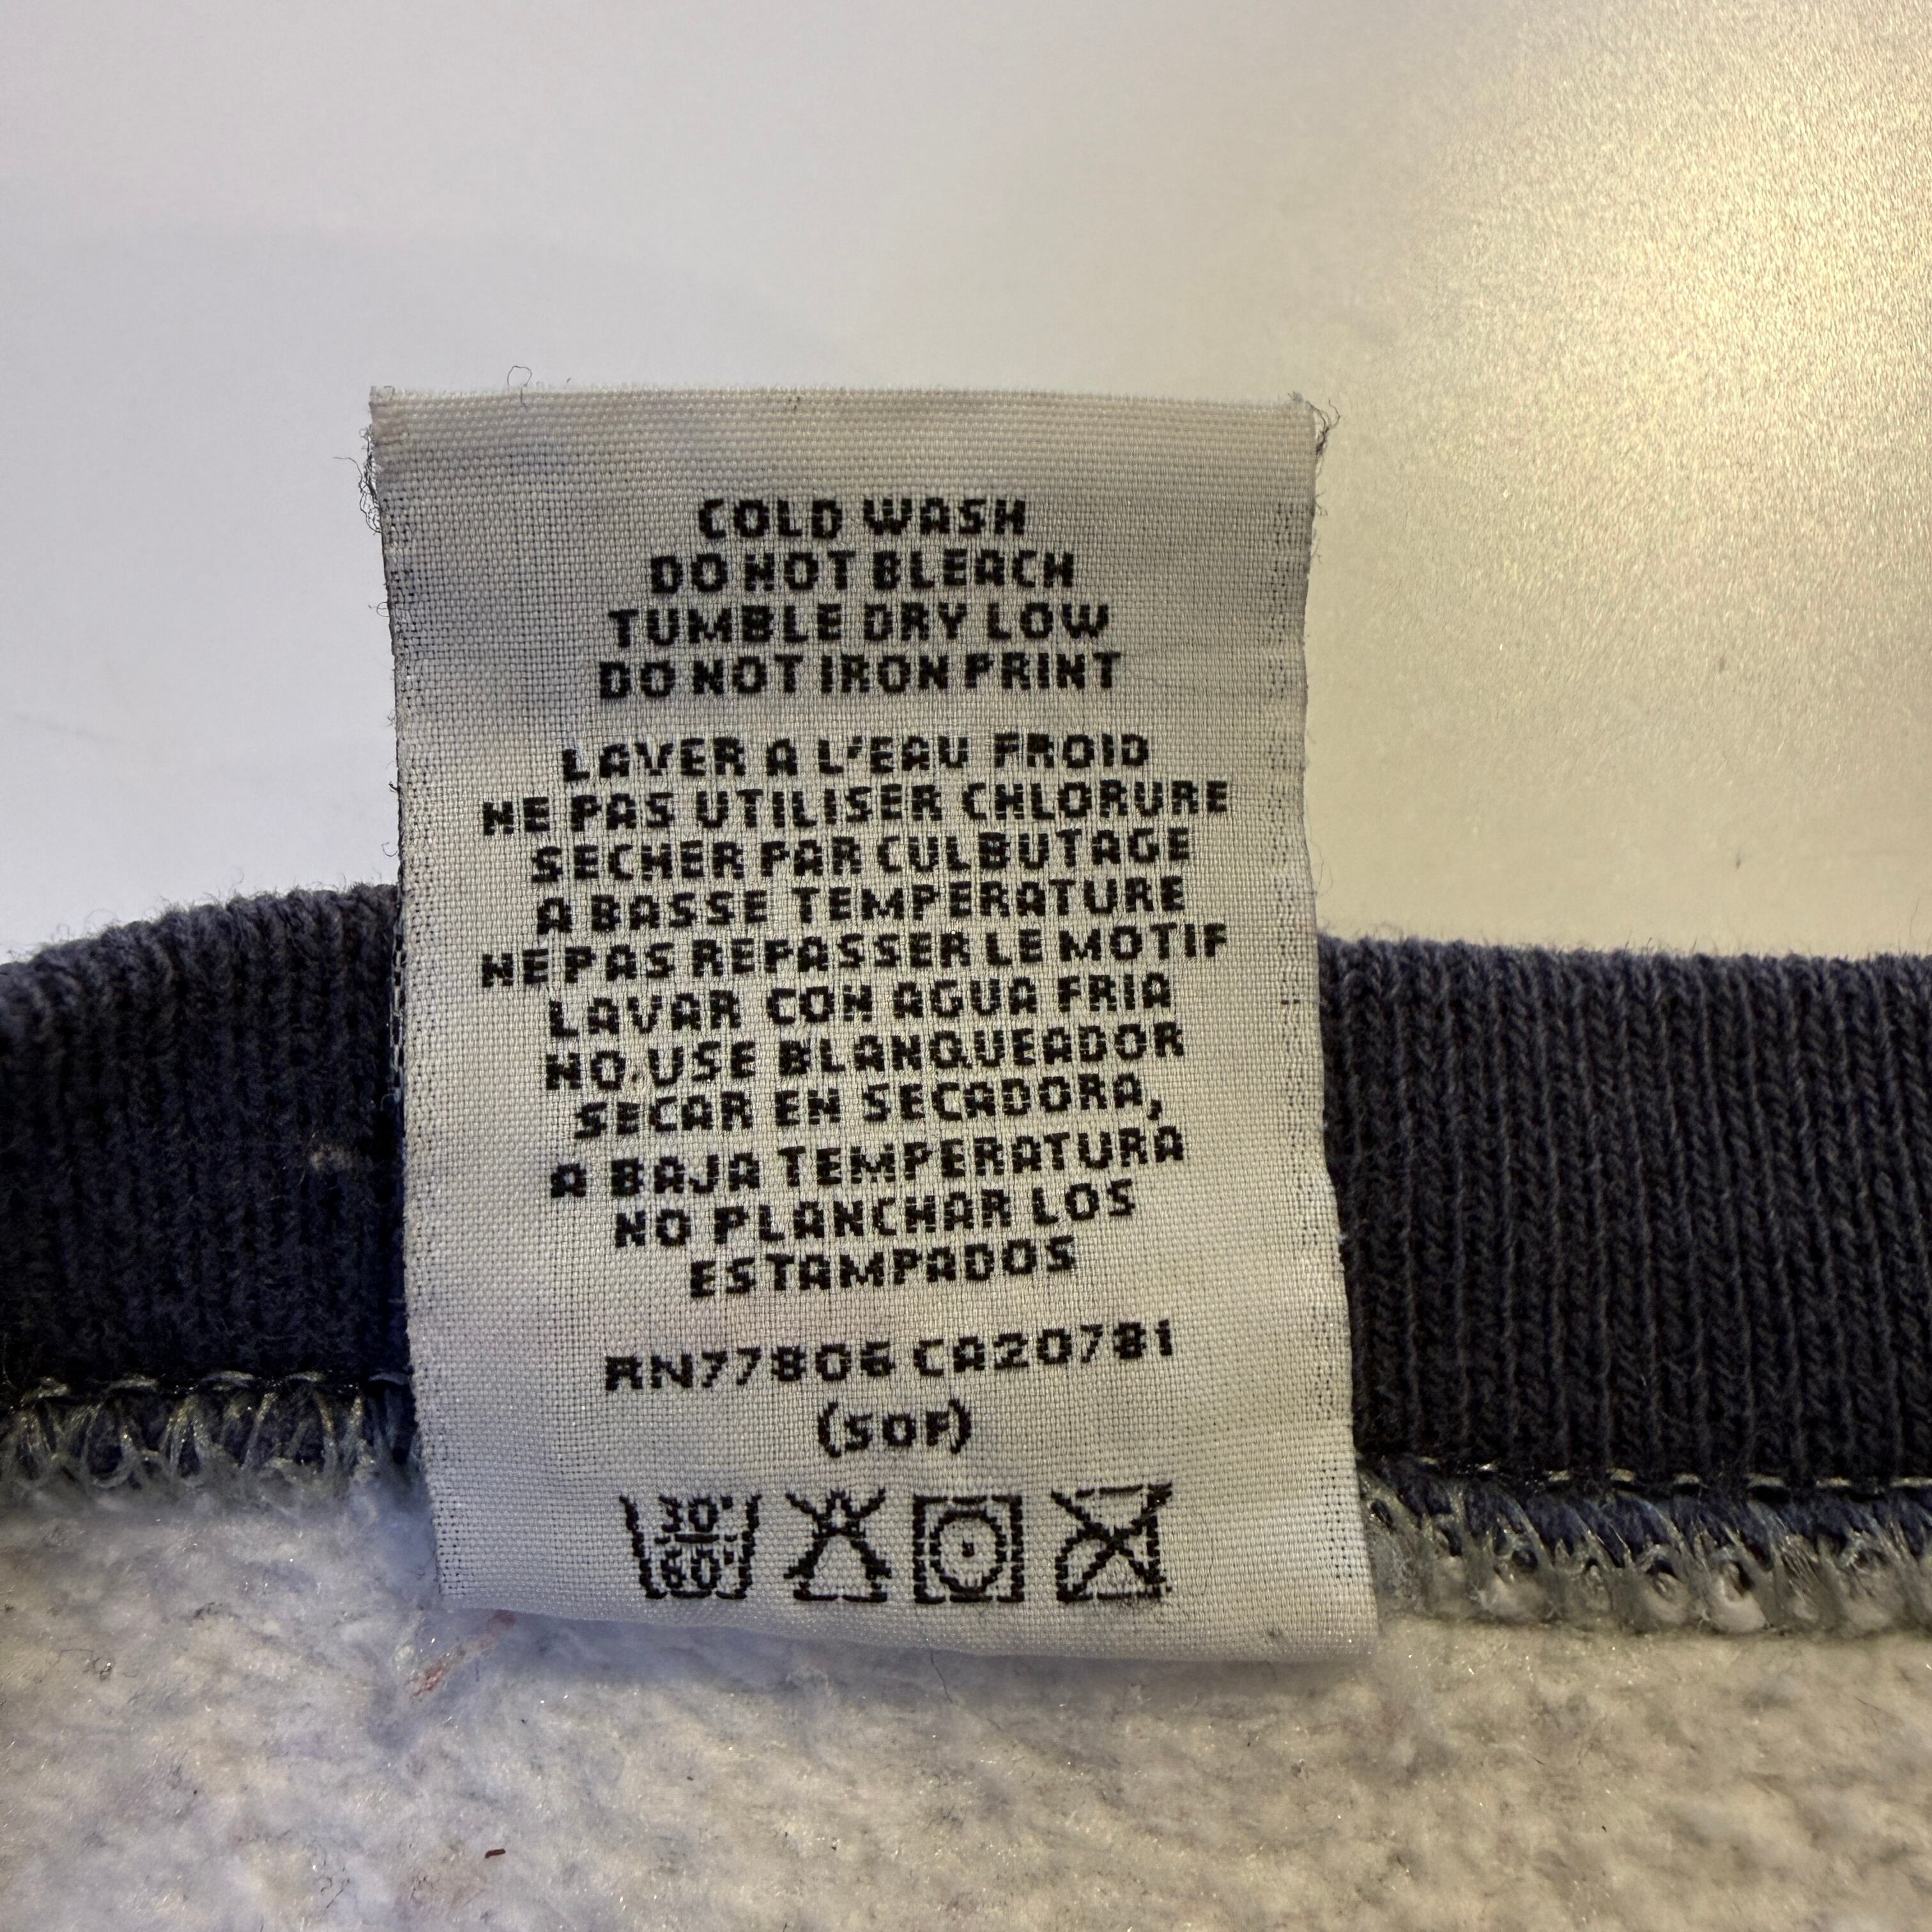 COLD WASH
DO NOT BLEACH
TUMBLE DRY LOW
DO NOT IRON PRINT
LAVER A L'EAU FROID
NE PAS UTILISER CHLORURE
SECHER PAR CULBUTAGE
A BASSE TEMPERATURE
NE PAS REPASSER LE MOTIF
LAVAR CON AGUA FRIA
NO USE BLANQUEADOR
SECAR EN SECADORA,
A BAJA TEMPERATURA
NO PLANCHAR LOS
ESTAMPADOS
RN77806 CA20781
(SOF)
30°
60°